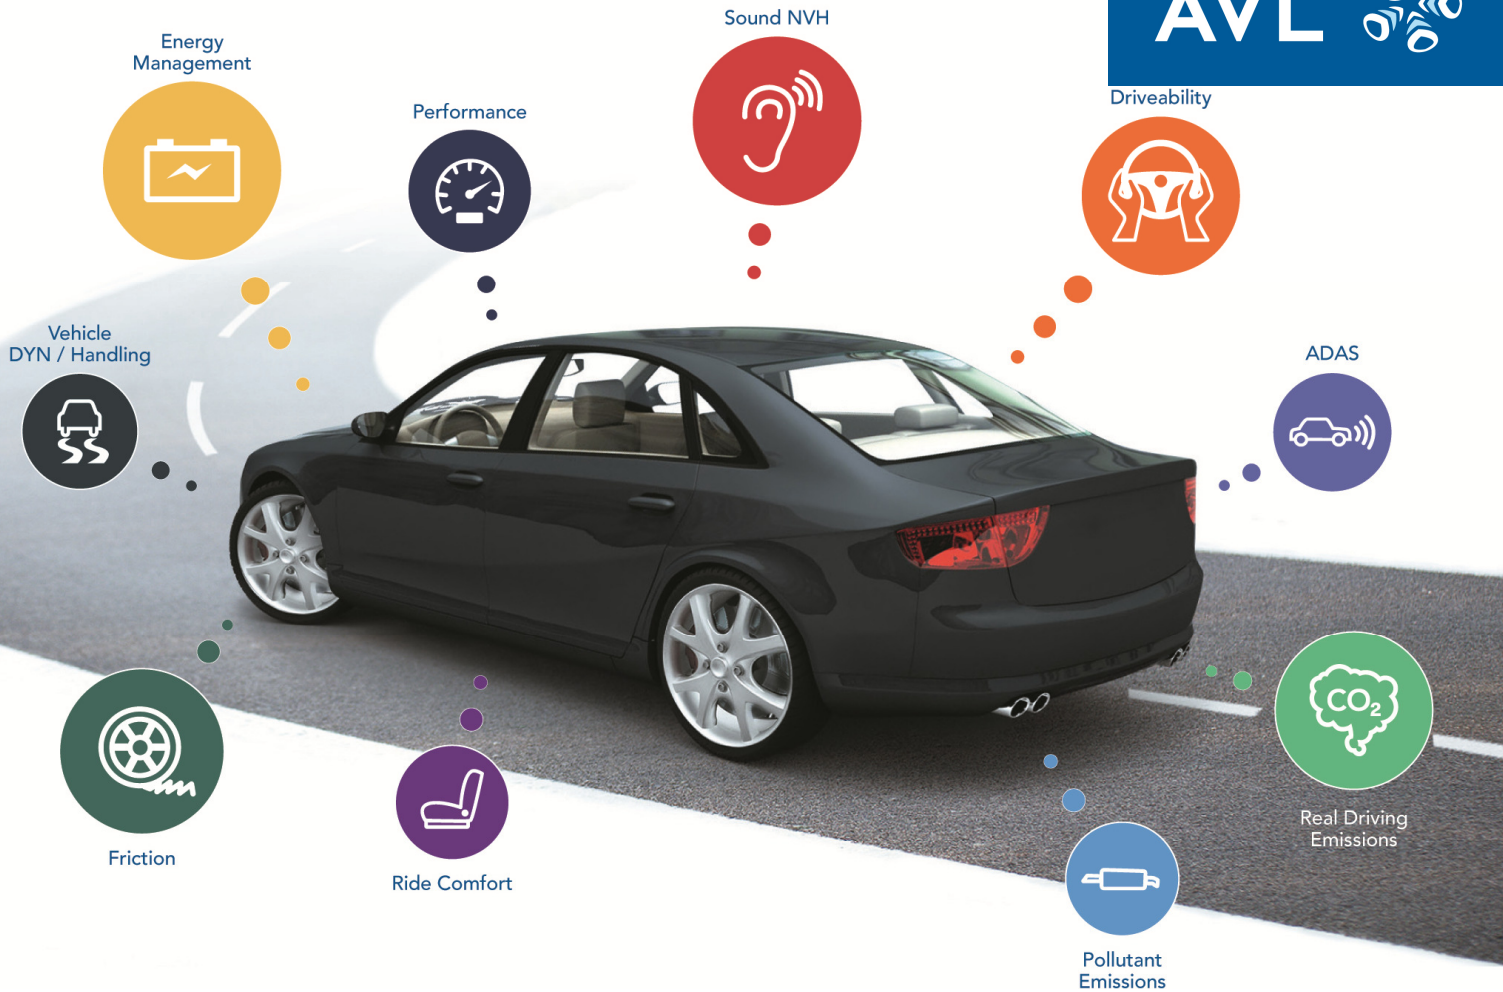 Sound NVH
AVL
Energy
Management
Performance
Driveability
Vehicle
DYN / Handling
ADAS
CO₂
Real Driving
Emissions
Friction
Ride Comfort
Pollutant
Emissions